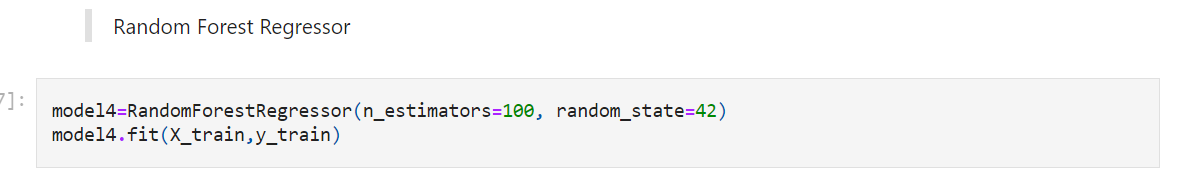 Random Forest Regressor
7]:
model4=RandomForestRegressor(n_estimators=100, random_state=42)
model4.fit(X_train,y_train)